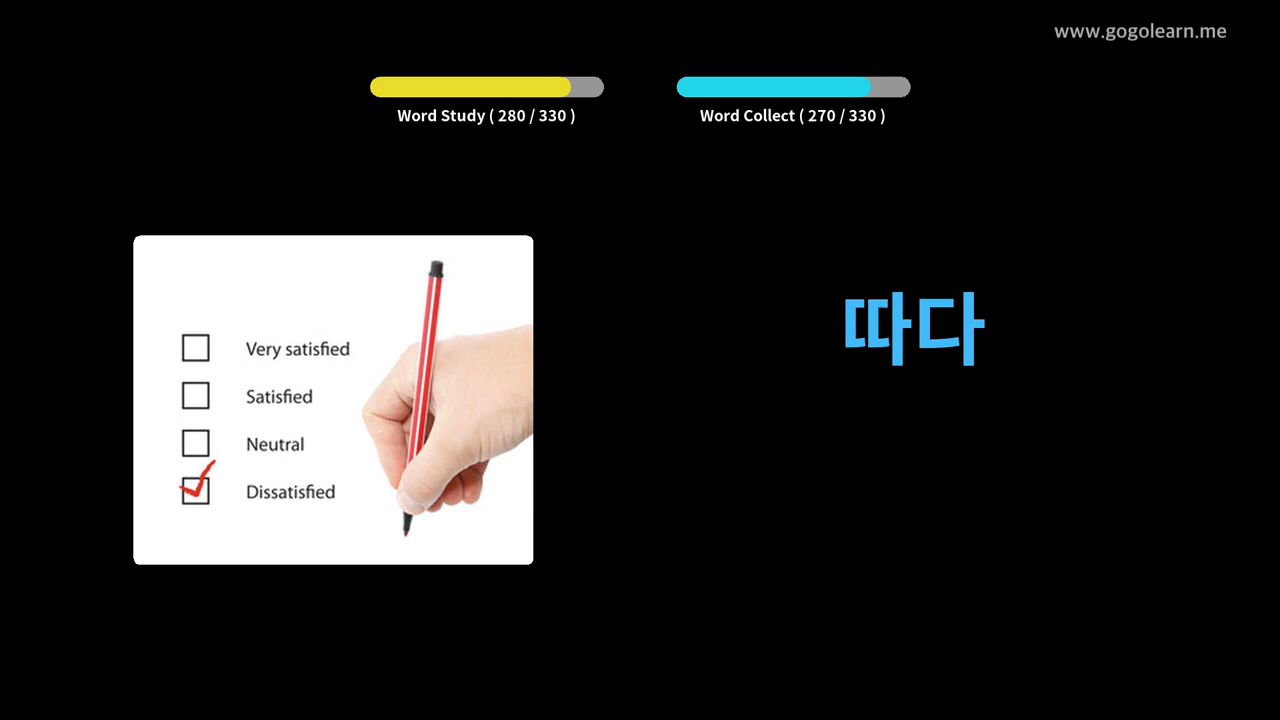 www.gogolearn.me
Word Study ( 280 / 330 )
Word Collect ( 270 / 330 )
Very satisfied
Satisfied
Neutral
Dissatisfied
따다